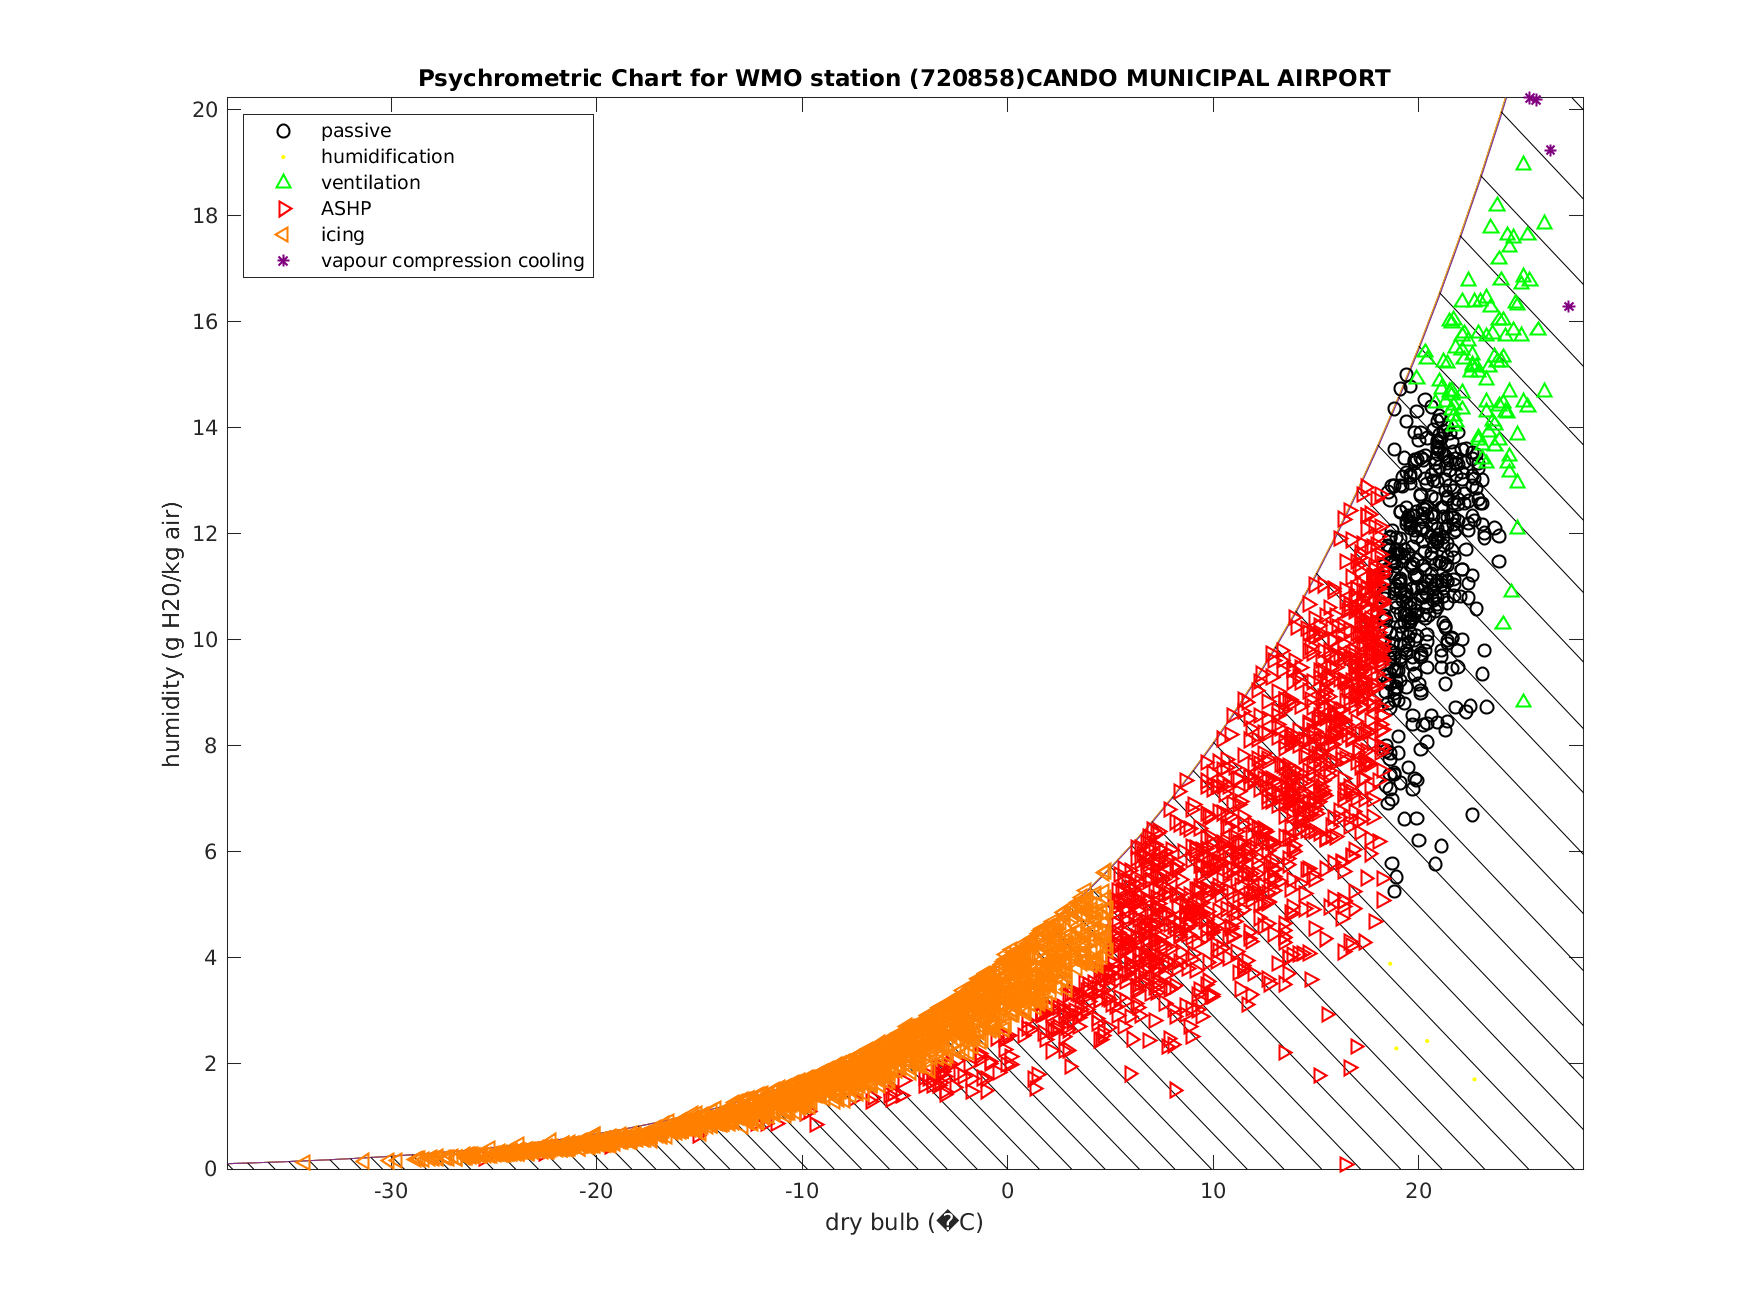 Psychrometric Chart for WMO station (720858)CANDO MUNICIPAL AIRPORT
passive
humidification
ventilation
ASHP
icing
vapour compression cooling
humidity (g H20/kg air)
20
18
16
14
12
10
8
6
4
2
0
-30 -20 -10 0 10 20
dry bulb (�C)